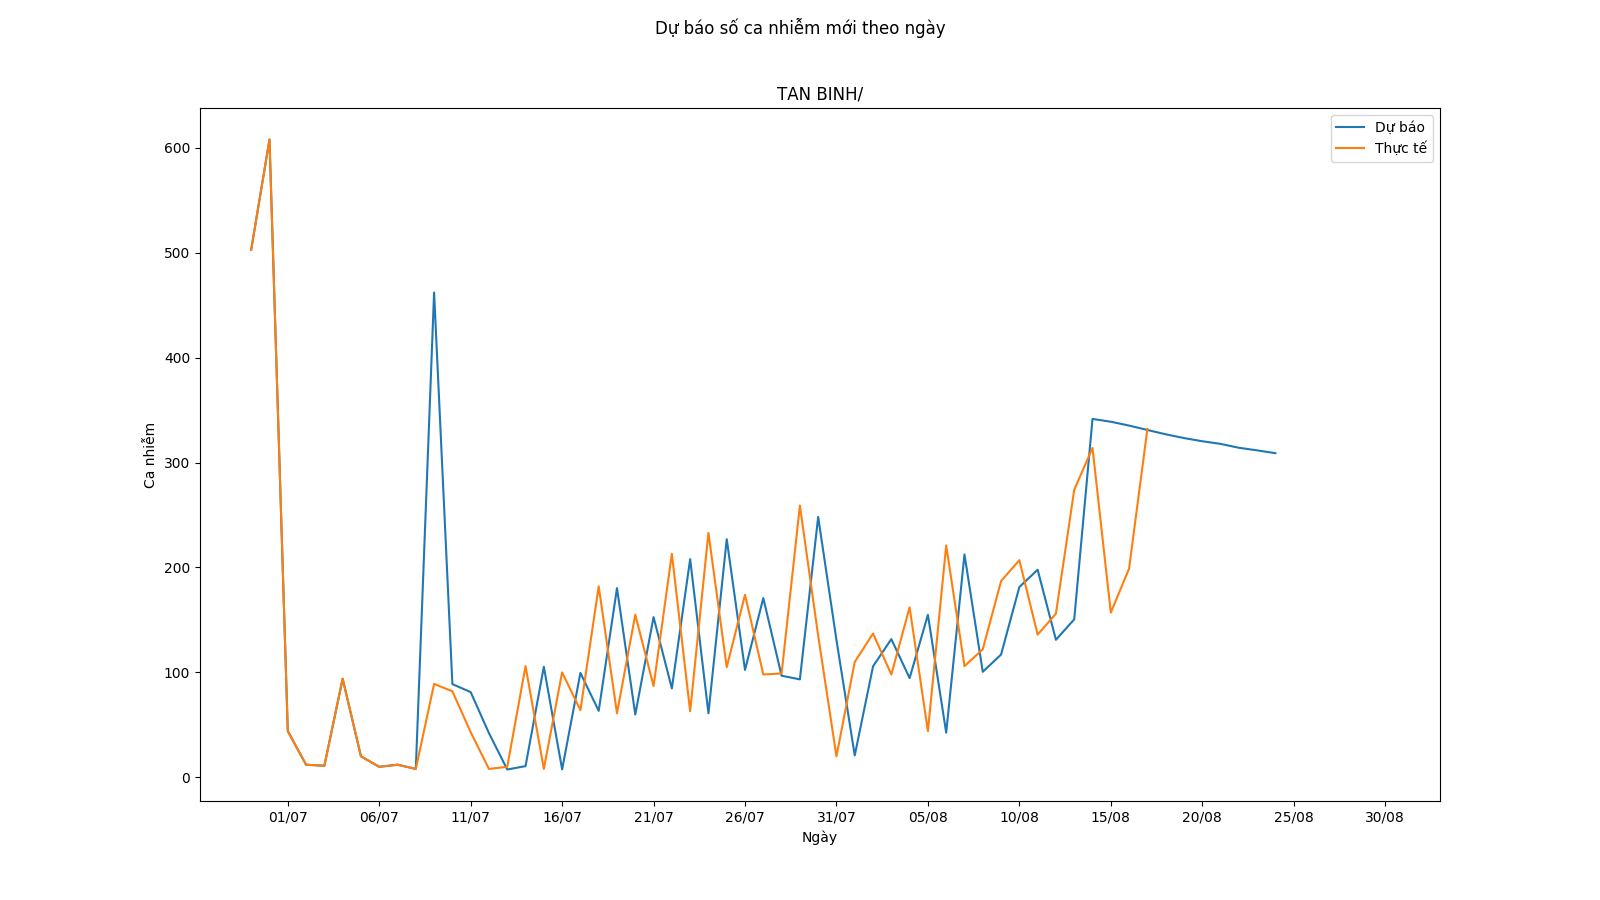 Dự báo số ca nhiễm mới theo ngày
TAN BINH/
Dự báo
Thực tế
600
500
400
300
200
100
0
Ca nhiễm
01/07 06/07 11/07 16/07 21/07 26/07 31/07 05/08 10/08 15/08 20/08 25/08 30/08
Ngày